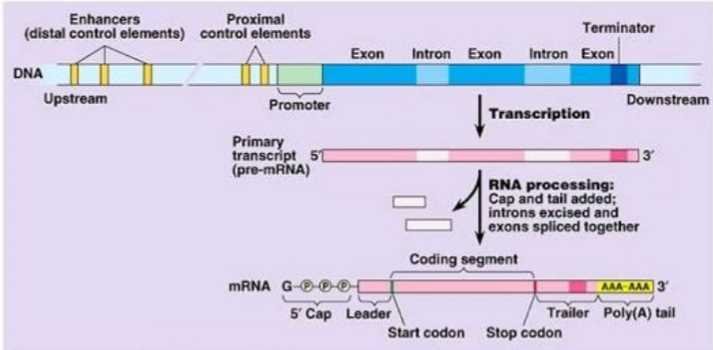 Enhancers
(distal control elements)
Proximal
control elements
Terminator
Exon Intron Exon Intron Exon
DNA
Upstream
Promoter
Downstream
Transcription
Primary
transcript
(pre-mRNA)
5′
3′
RNA processing:
Cap and tail added;
introns excised and
exons spliced together
Coding segment
mRNA G P P P AAA-AAA 3′
5′ Cap Leader Trailer Poly(A) tail
Start codon Stop codon